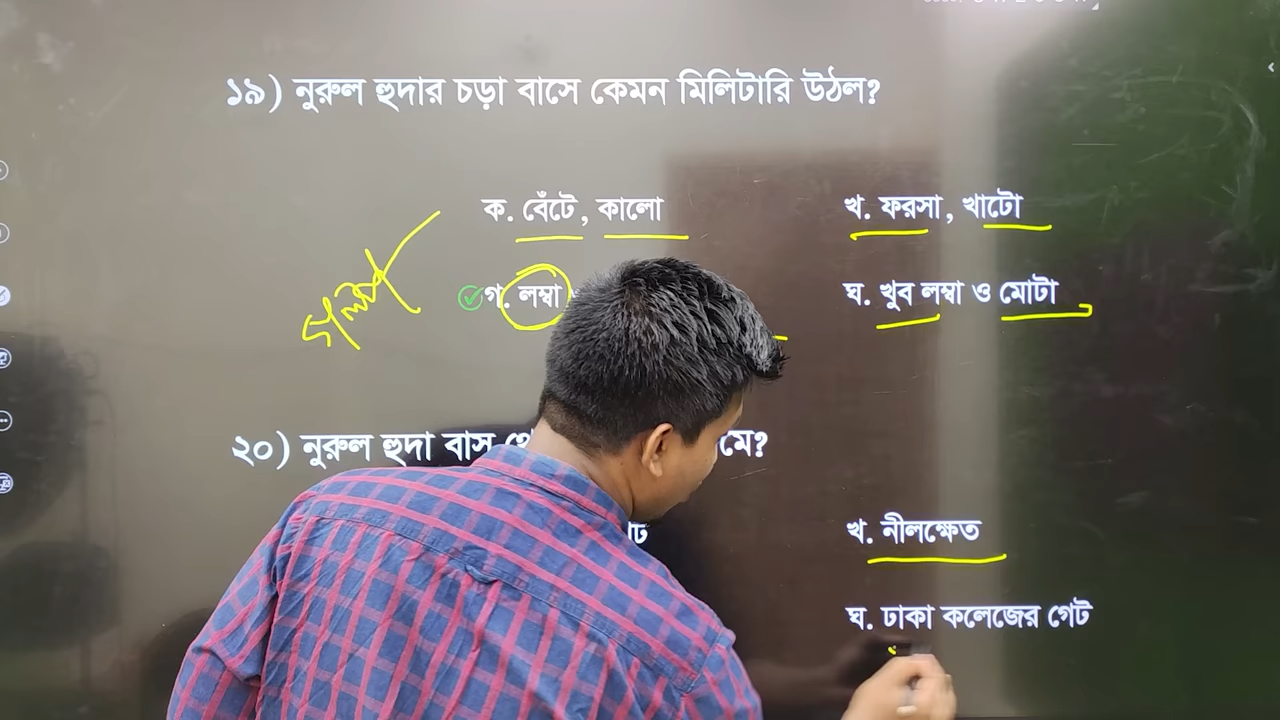 ১৯) নুরুল হুদার চড়া বাসে কেমন মিলিটারি উঠল?
ক. বেঁটে, কালো
খ. ফরসা, খাটো
গ. লম্বা
ঘ. খুব লম্বা ও মোটা
২০) নুরুল হুদা বাস
খ. নীলক্ষেত
ঘ. ঢাকা কলেজের গেট